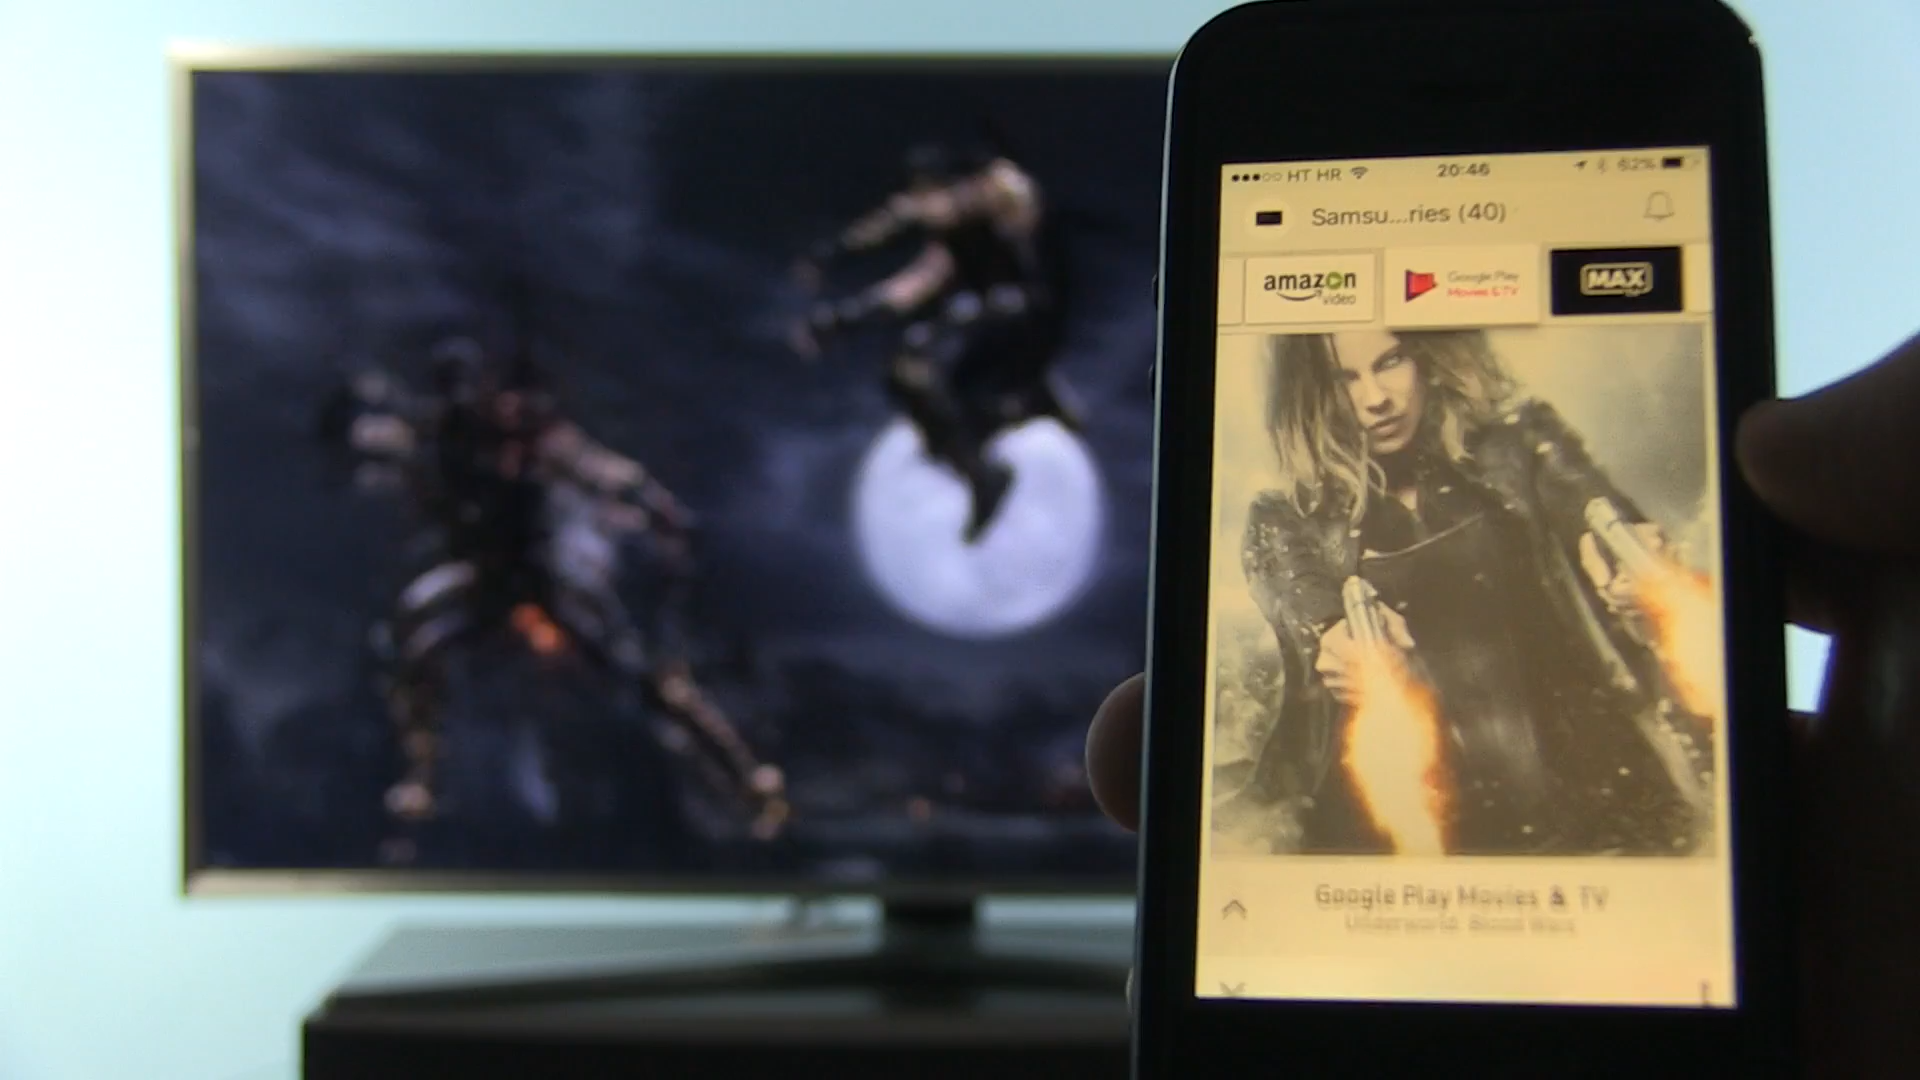 HT HR 20:46 62%
Samsu...ries (40)
amazon video
Google Play Movies & TV
MAX
Google Play Movies & TV
Underworld: Blood Wars